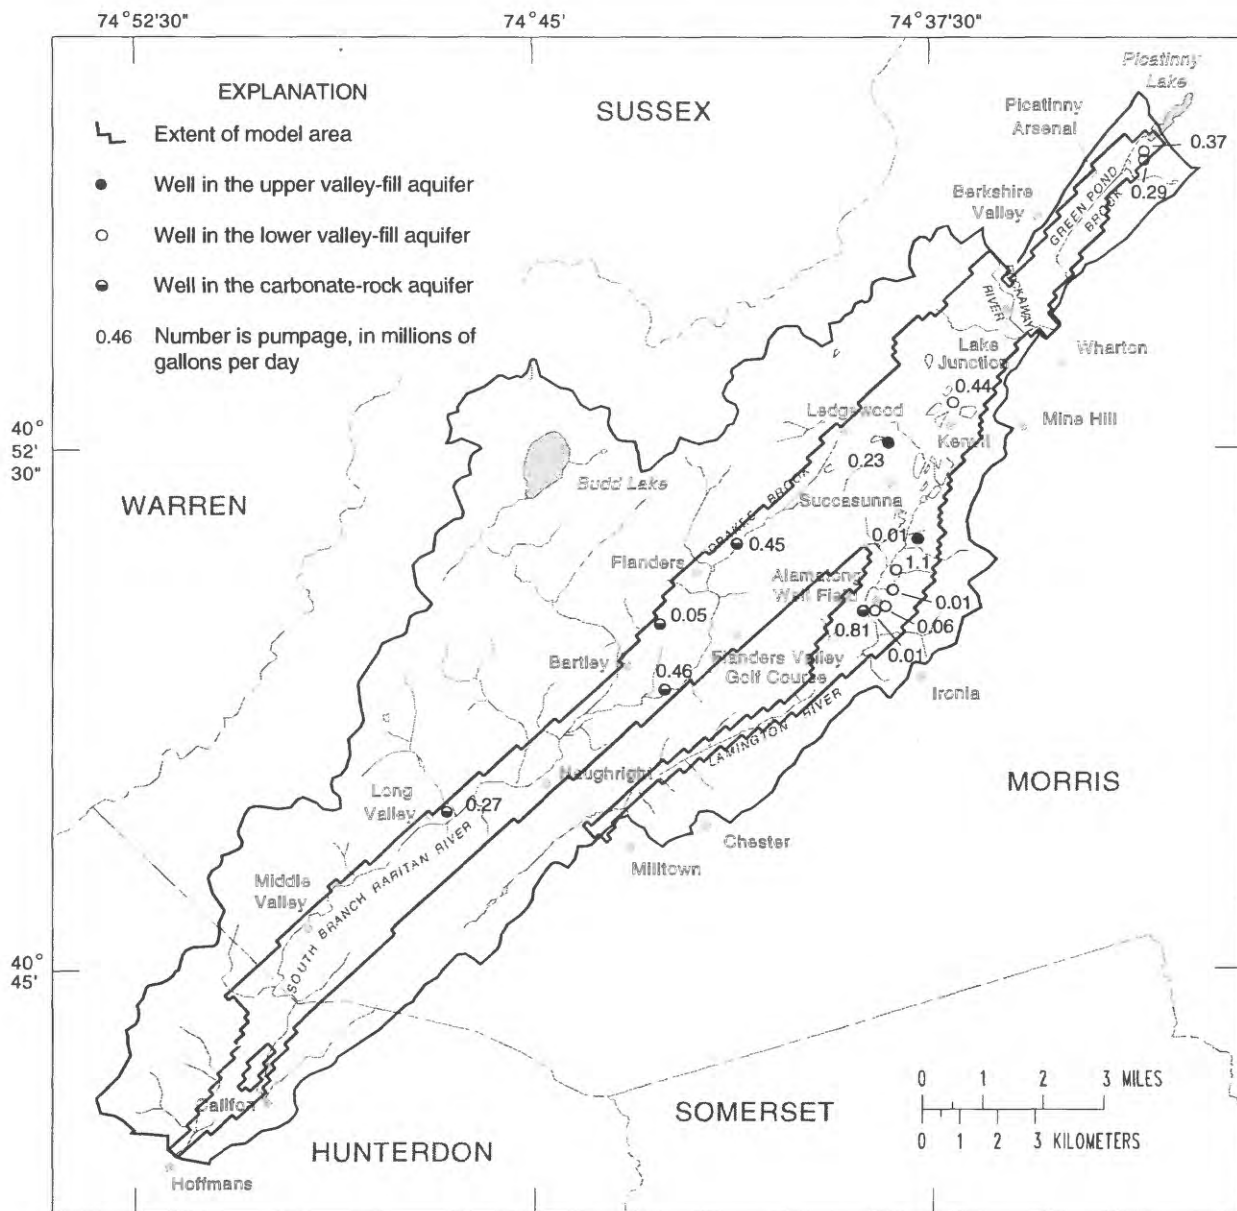 74°52'30"
74°45'
74°37'30"
EXPLANATION
Extent of model area
Well in the upper valley-fill aquifer
Well in the lower valley-fill aquifer
Well in the carbonate-rock aquifer
0.46 Number is pumpage, in millions of
gallons per day
SUSSEX
Picatinny
Lake
Picatinny
Arsenal
0.37
0.29
Berkshire
Valley
GREEN POND
BROOK
ROCKAWAY
RIVER
Wharton
Lake
Junction
0.44
Mine Hill
Kenvil
Ledgewood
0.23
Succasunna
40°
52'
30"
WARREN
Budd Lake
DRAKES BROOK
0.45
Flanders
0.01
1.1
Alamatong
Well Field
0.01
0.06
0.81
0.01
0.05
Bartley
0.46
Flanders Valley
Golf Course
Ironia
LAMINGTON RIVER
MORRIS
Naughright
Long
Valley
0.27
Chester
Milltown
Middle
Valley
SOUTH BRANCH RARITAN RIVER
40°
45'
Califon
HUNTERDON
SOMERSET
Hoffmans
0 1 2 3 MILES
0 1 2 3 KILOMETERS